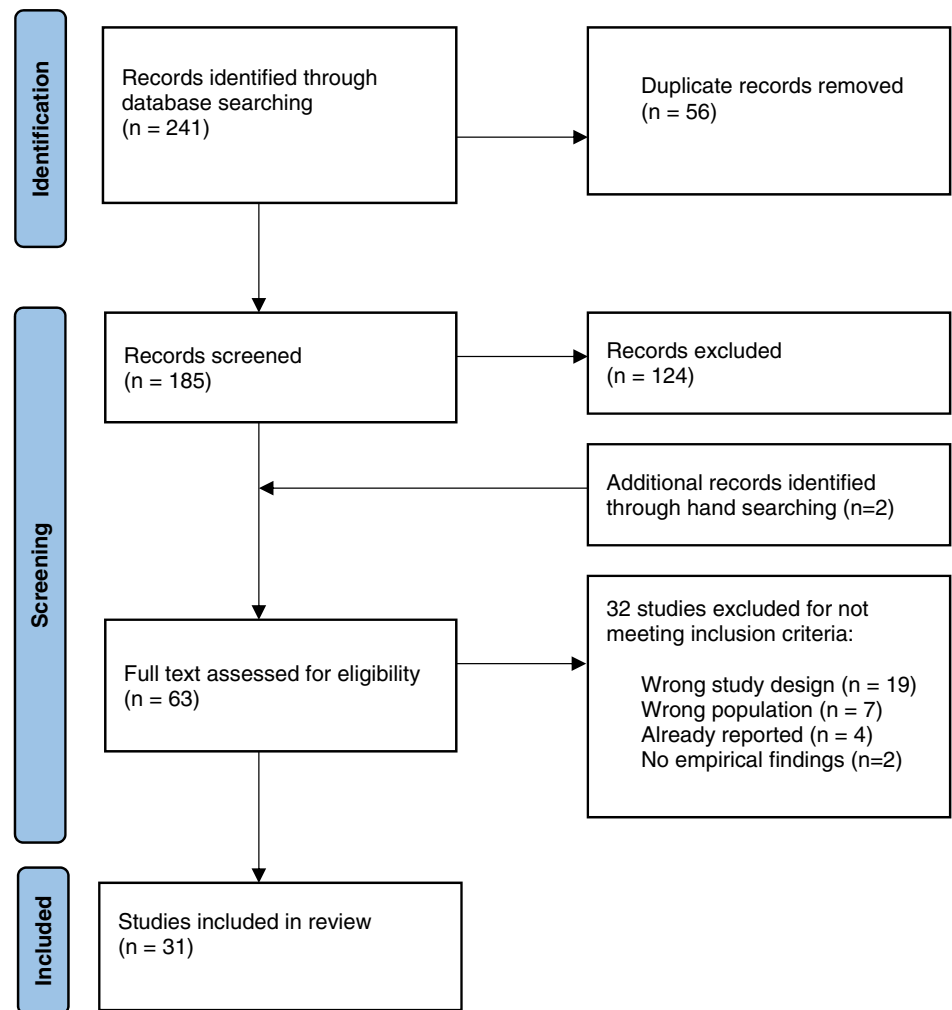 Identification
Records identified through
database searching
(n = 241)
Duplicate records removed
(n = 56)
Screening
Records screened
(n = 185)
Records excluded
(n = 124)
Additional records identified
through hand searching (n=2)
Full text assessed for eligibility
(n = 63)
32 studies excluded for not
meeting inclusion criteria:
Wrong study design (n = 19)
Wrong population (n = 7)
Already reported (n = 4)
No empirical findings (n=2)
Included
Studies included in review
(n = 31)